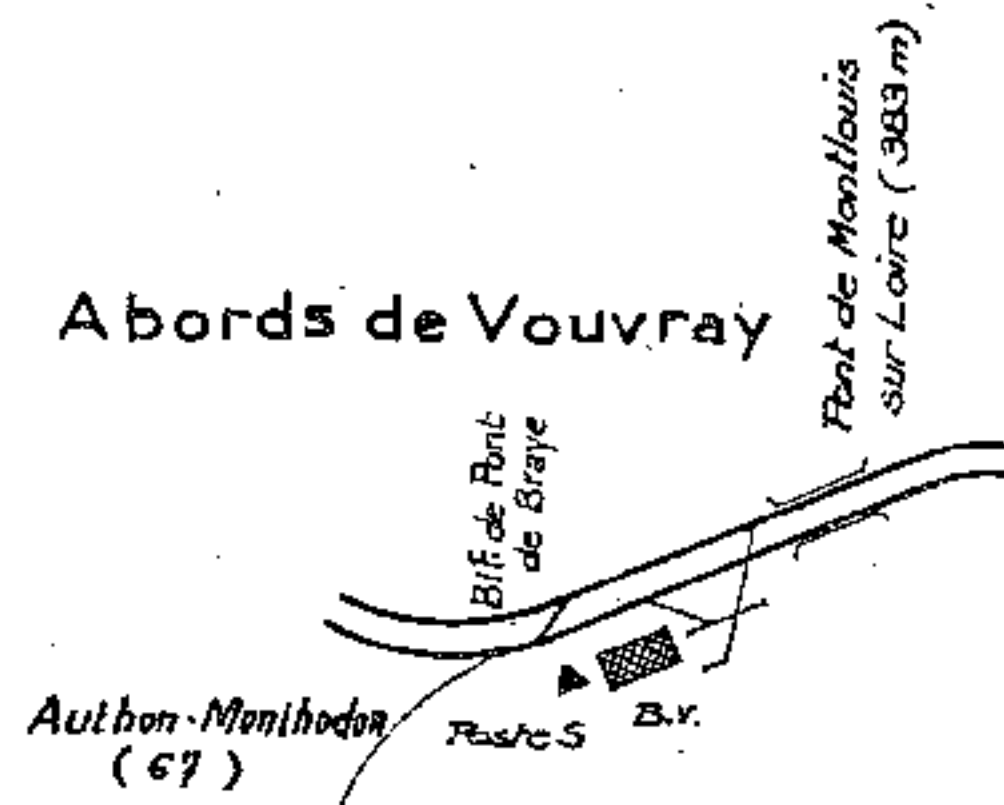 Pont de Montlouis
sur Loire (383 m)
Abords de Vouvray
Bif. de Pont
de Braye
Authon-Monthodon
(67)
Poste S
B.v.